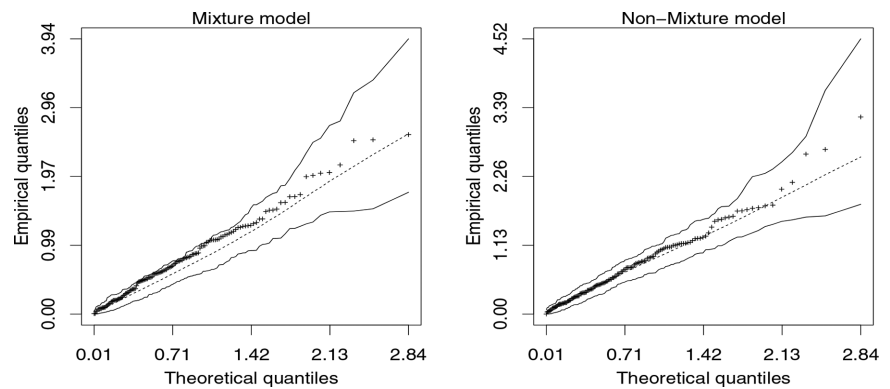 Mixture model
Empirical quantiles
3.94
2.96
1.97
0.99
0.00
0.01 0.71 1.42 2.13 2.84
Theoretical quantiles
Non-Mixture model
Empirical quantiles
4.52
3.39
2.26
1.13
0.00
0.01 0.71 1.42 2.13 2.84
Theoretical quantiles